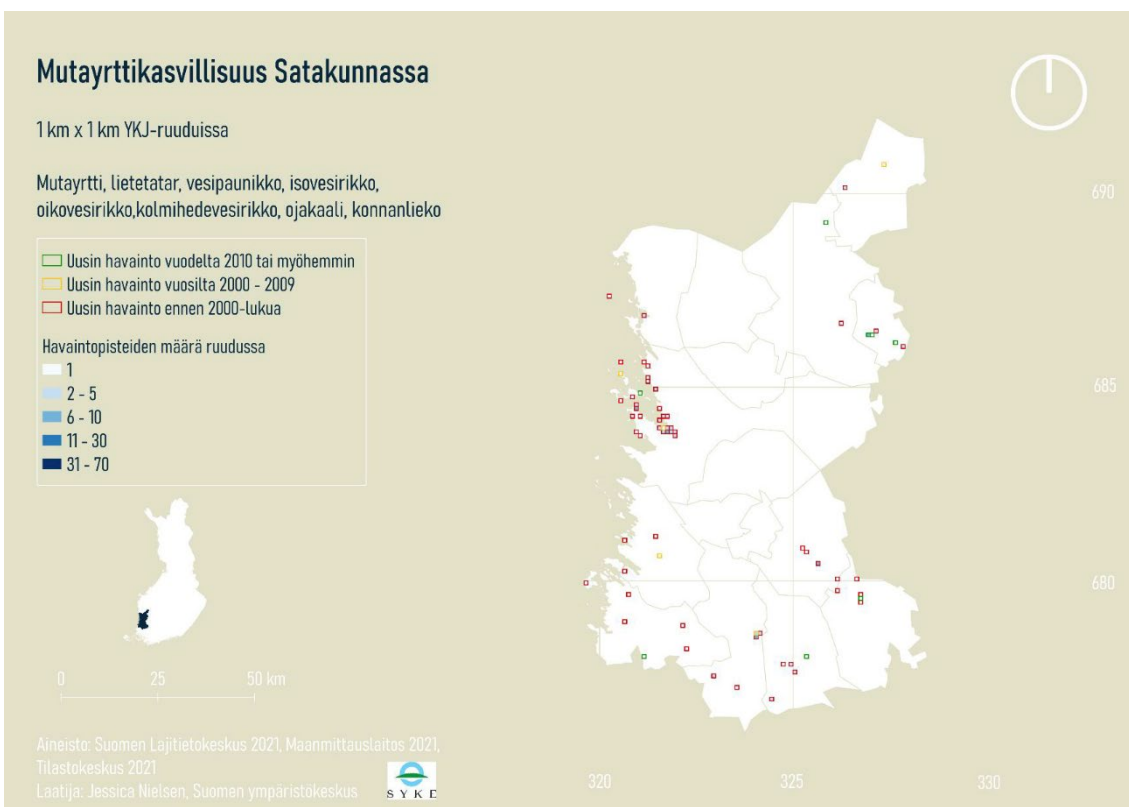 Mutayrttikasvillisuus Satakunnassa
1 km x 1 km YKJ-ruuduissa
Mutayrtti, lietetatar, vesipaunikko, isovesirikko,
oikovesirikko,kolmihedevesirikko, ojakaali, konnanlieko
Uusin havainto vuodelta 2010 tai myöhemmin
Uusin havainto vuosilta 2000 - 2009
Uusin havainto ennen 2000-lukua
Havaintopisteiden määrä ruudussa
1
2 - 5
6 - 10
11 - 30
31 - 70
0 25 50 km
Aineisto: Suomen Lajitietokeskus 2021, Maanmittauslaitos 2021,
Tilastokeskus 2021
Laatija: Jessica Nielsen, Suomen ympäristökeskus
SYKE
690
685
680
320 325 330